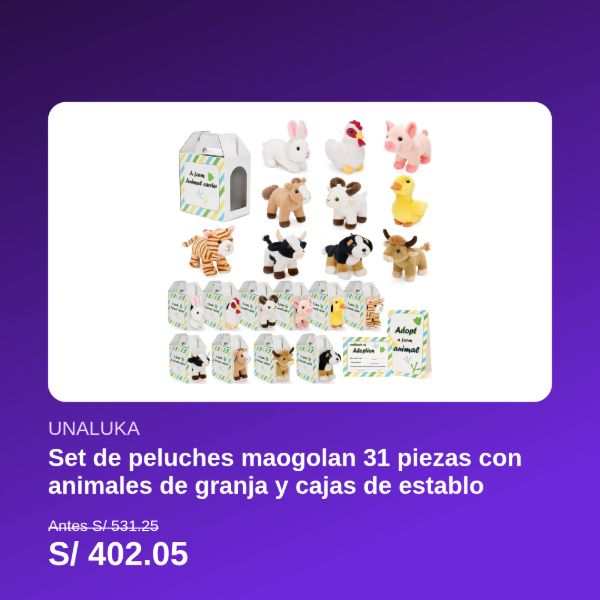 A farm
Animal carrier
Adopt
a farm
animal
Adoption
UNALUKA
Set de peluches maogolan 31 piezas con
animales de granja y cajas de establo
Antes S/ 531.25
S/ 402.05